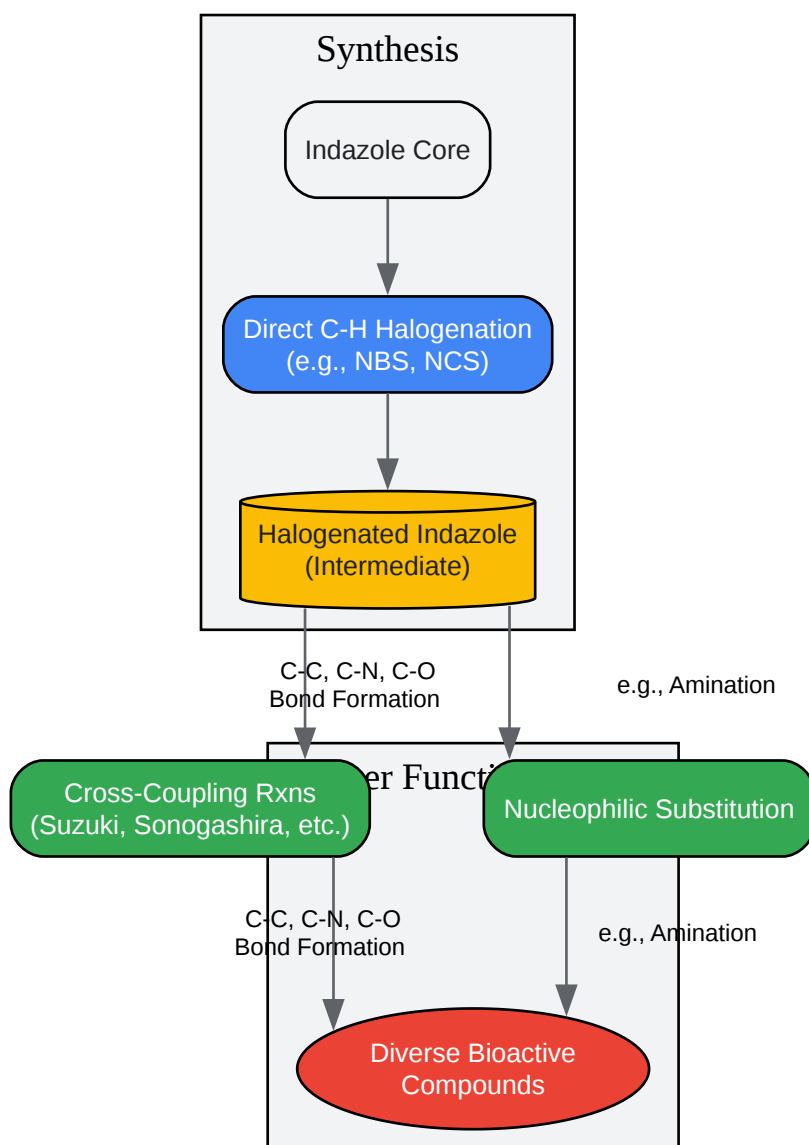 Synthesis
Indazole Core
Direct C-H Halogenation
(e.g., NBS, NCS)
Halogenated Indazole
(Intermediate)
C-C, C-N, C-O
Bond Formation
e.g., Amination
Cross-Coupling Rxns
(Suzuki, Sonogashira, etc.)
Nucleophilic Substitution
C-C, C-N, C-O
Bond Formation
e.g., Amination
Diverse Bioactive
Compounds